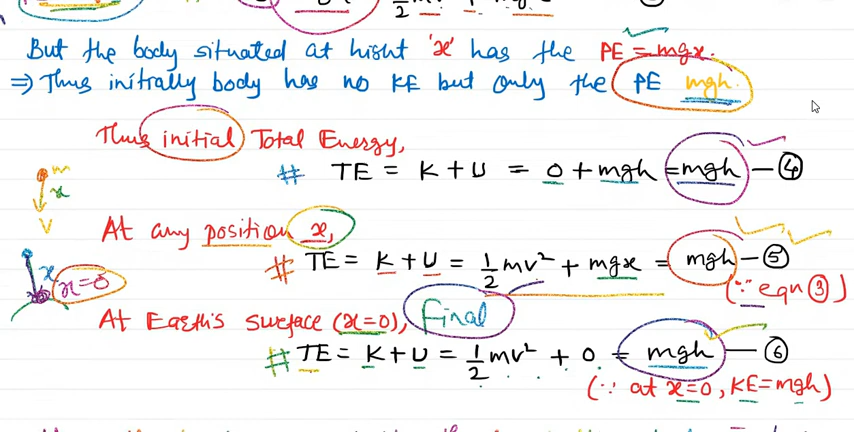 But the body situated at hight 'x' has the PE = mgx.
⇒ Thus initially body has no KE but only the PE mgh.
Thus initial Total Energy,
# TE = K + U = 0 + mgh = mgh — ④
m
x
V
At any position x,
# TE = K + U = 1/2 mv² + mgx = mgh — ⑤
(∵ eqn ③)
x
x=0
At Earth's surface (x=0), final
# TE = K + U = 1/2 mv² + 0 = mgh — ⑥
(∵ at x=0, KE=mgh)